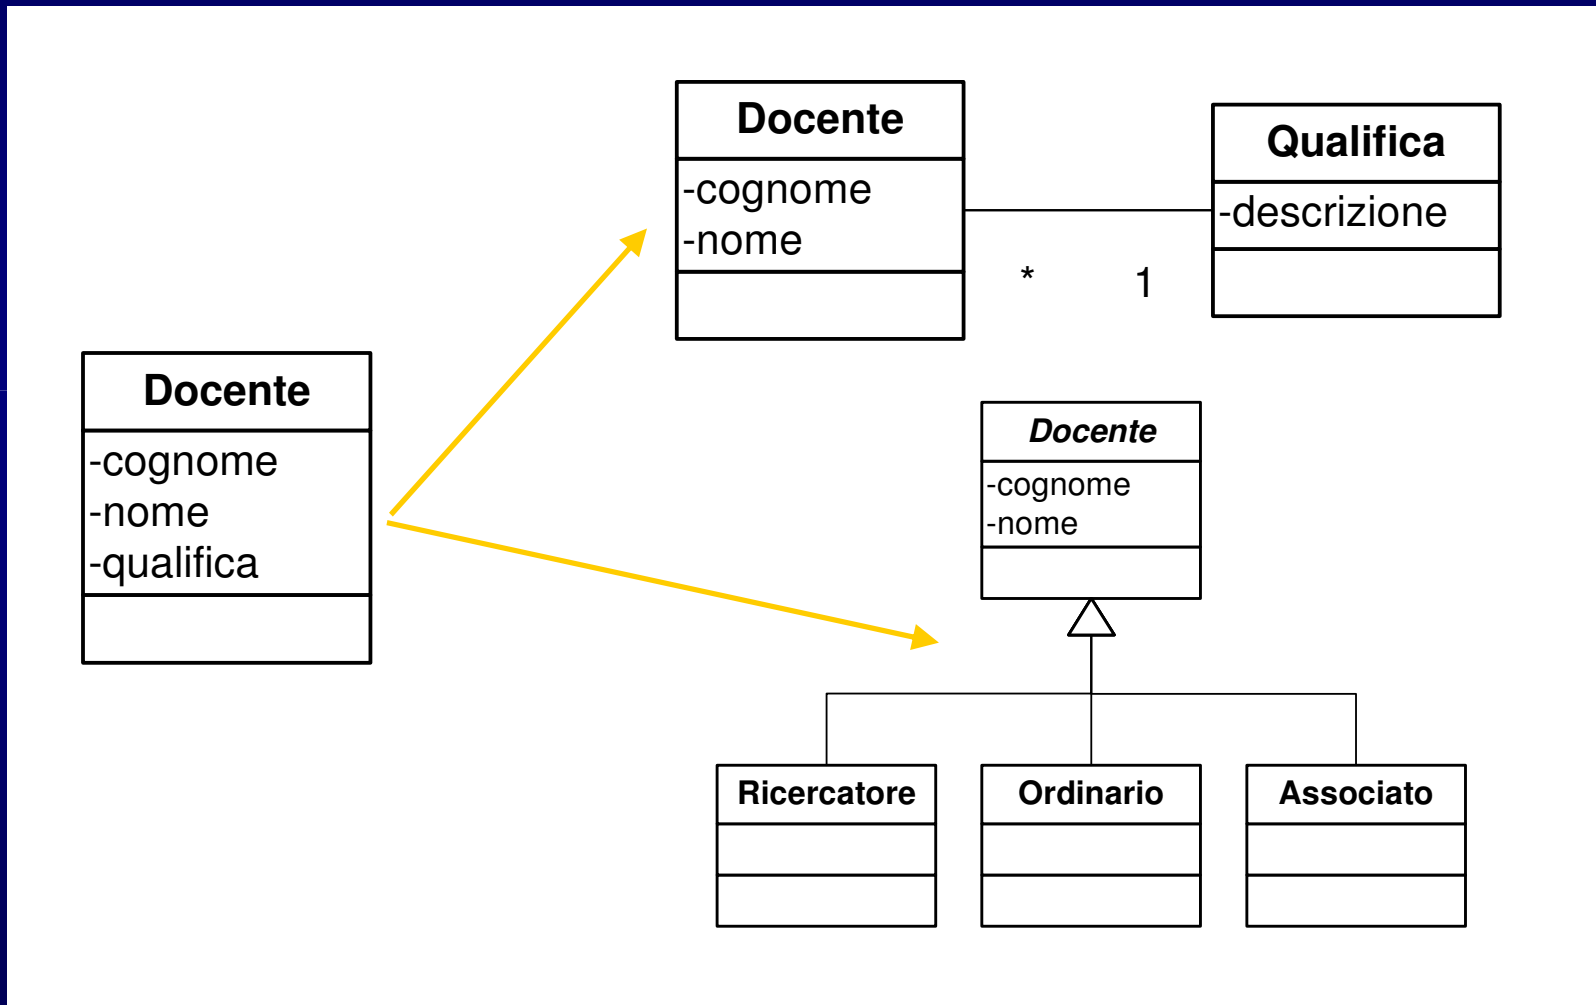 Docente
-cognome
-nome
-qualifica
Docente
-cognome
-nome
* 1
Qualifica
-descrizione
Docente
-cognome
-nome
Ricercatore
Ordinario
Associato